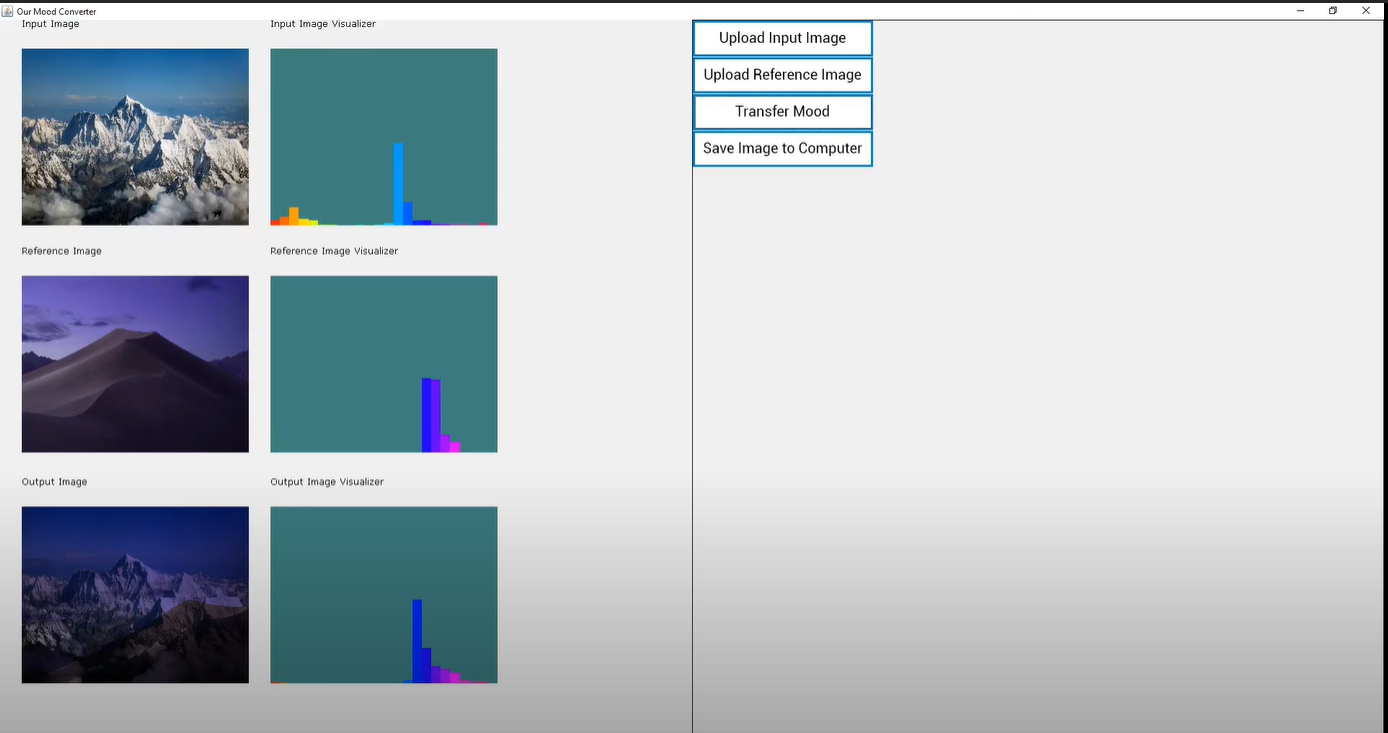 Our Mood Converter
Input Image
Input Image Visualizer
Upload Input Image
Upload Reference Image
Transfer Mood
Save Image to Computer
Reference Image
Reference Image Visualizer
Output Image
Output Image Visualizer